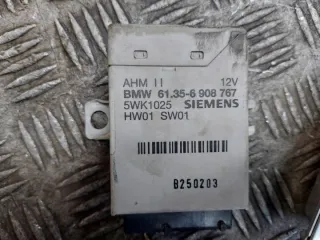 AHM II 12V
BMW 61.35-6 908 767
5WK1025 SIEMENS
HW01 SW01
B250203